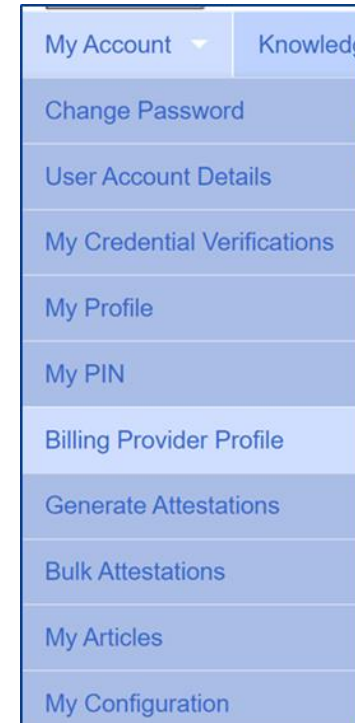 My Account
Change Password
User Account Details
My Credential Verifications
My Profile
My PIN
Billing Provider Profile
Generate Attestations
Bulk Attestations
My Articles
My Configuration